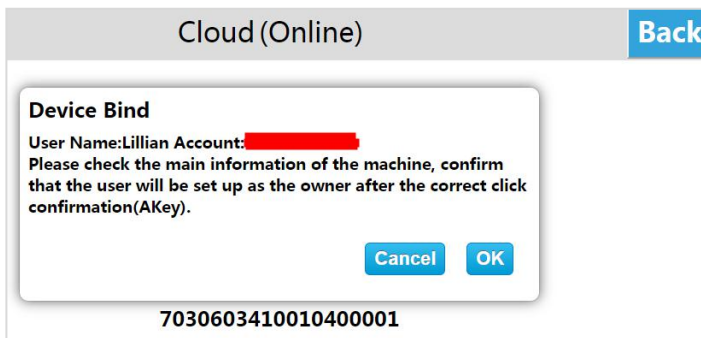 Cloud(Online)
Back
Device Bind
User Name:Lillian Account:
Please check the main information of the machine, confirm
that the user will be set up as the owner after the correct click
confirmation(AKey).
Cancel
OK
7030603410010400001